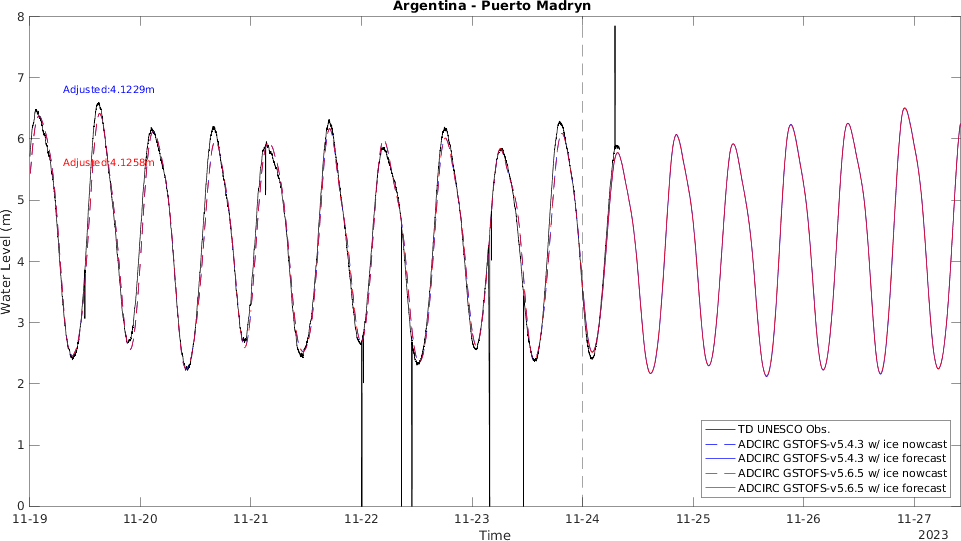 Argentina - Puerto Madryn
8
7
6
5
4
3
2
1
0
Water Level (m)
Adjusted:4.1229m
Adjusted:4.1258m
TD UNESCO Obs.
ADCIRC GSTOFS-v5.4.3 w/ ice nowcast
ADCIRC GSTOFS-v5.4.3 w/ ice forecast
ADCIRC GSTOFS-v5.6.5 w/ ice nowcast
ADCIRC GSTOFS-v5.6.5 w/ ice forecast
11-19 11-20 11-21 11-22 11-23 11-24 11-25 11-26 11-27
Time
2023